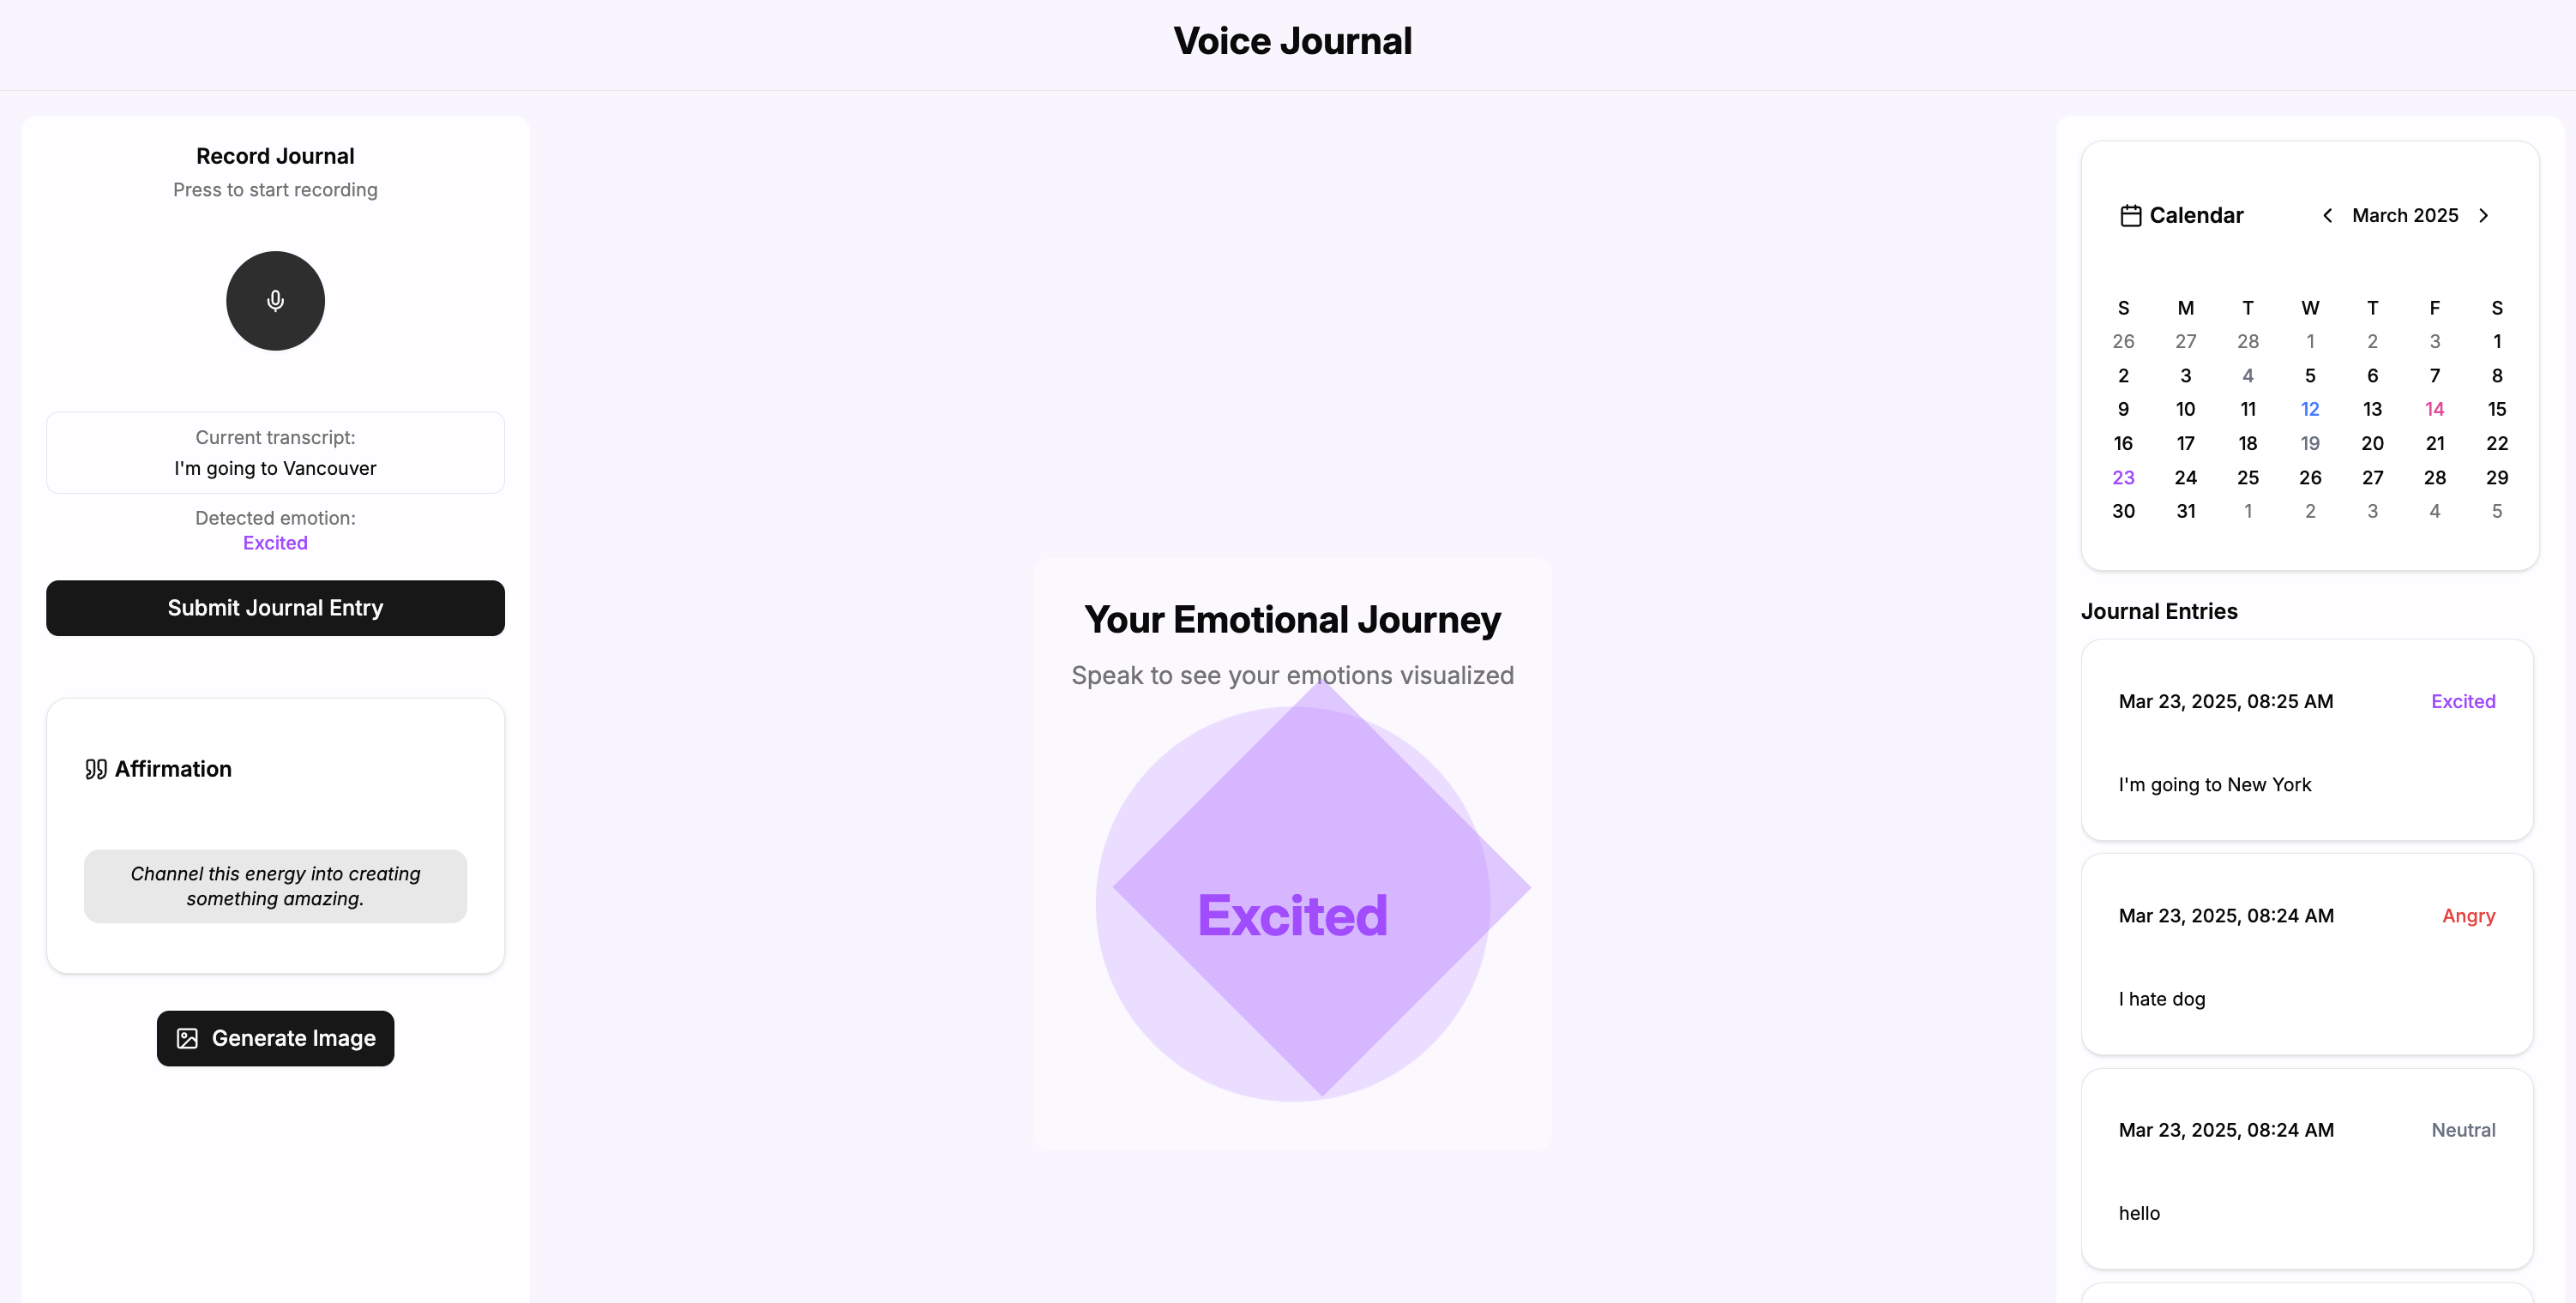 Voice Journal
Record Journal
Press to start recording
Current transcript:
I'm going to Vancouver
Detected emotion:
Excited
Submit Journal Entry
Affirmation
Channel this energy into creating
something amazing.
Generate Image
Your Emotional Journey
Speak to see your emotions visualized
Excited
Calendar
March 2025
S M T W T F S
26 27 28 1 2 3 1
2 3 4 5 6 7 8
9 10 11 12 13 14 15
16 17 18 19 20 21 22
23 24 25 26 27 28 29
30 31 1 2 3 4 5
Journal Entries
Mar 23, 2025, 08:25 AM Excited
I'm going to New York
Mar 23, 2025, 08:24 AM Angry
I hate dog
Mar 23, 2025, 08:24 AM Neutral
hello